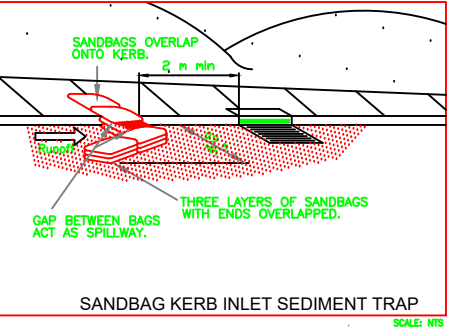 SANDBAGS OVERLAP
ONTO KERB.
2 m min
Runoff
THREE LAYERS OF SANDBAGS
WITH ENDS OVERLAPPED.
GAP BETWEEN BAGS
ACT AS SPILLWAY.
SANDBAG KERB INLET SEDIMENT TRAP
SCALE: NTS